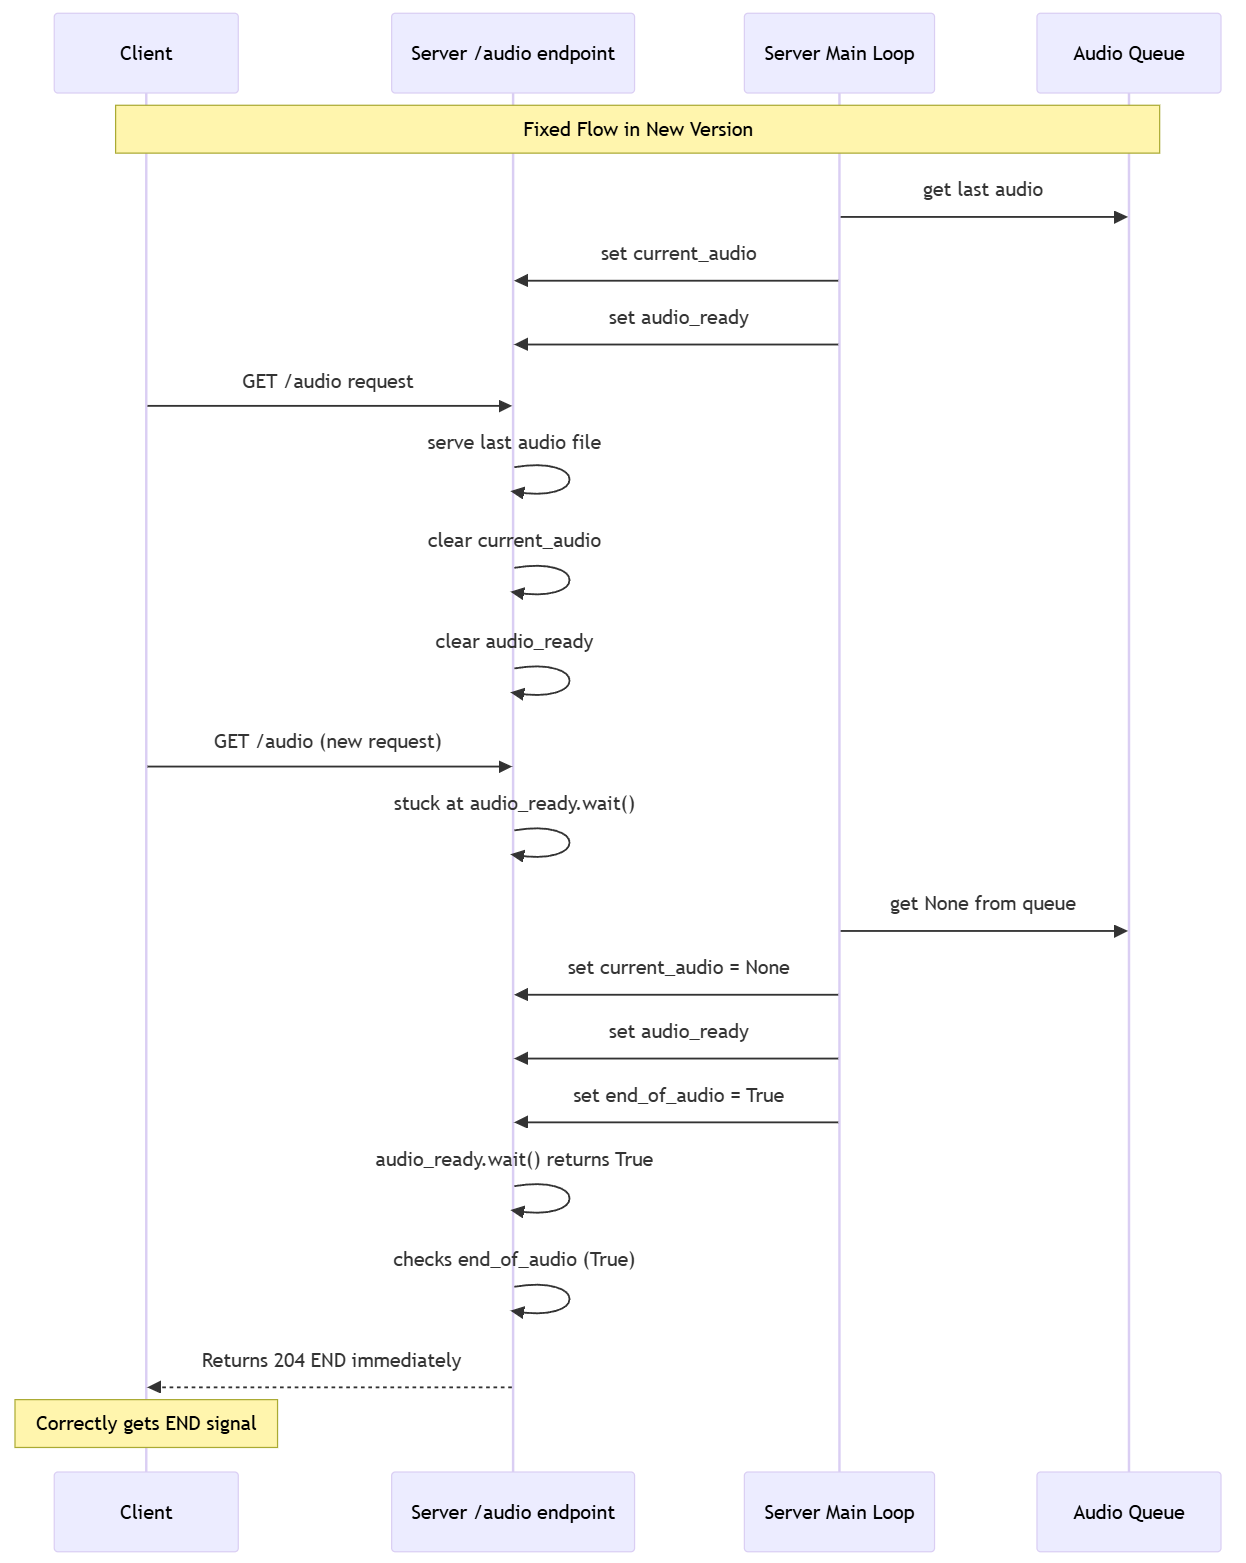 Client
Server /audio endpoint
Server Main Loop
Audio Queue
Fixed Flow in New Version
get last audio
set current_audio
set audio_ready
GET /audio request
serve last audio file
clear current_audio
clear audio_ready
GET /audio (new request)
stuck at audio_ready.wait()
get None from queue
set current_audio = None
set audio_ready
set end_of_audio = True
audio_ready.wait() returns True
checks end_of_audio (True)
Returns 204 END immediately
Correctly gets END signal
Client
Server /audio endpoint
Server Main Loop
Audio Queue